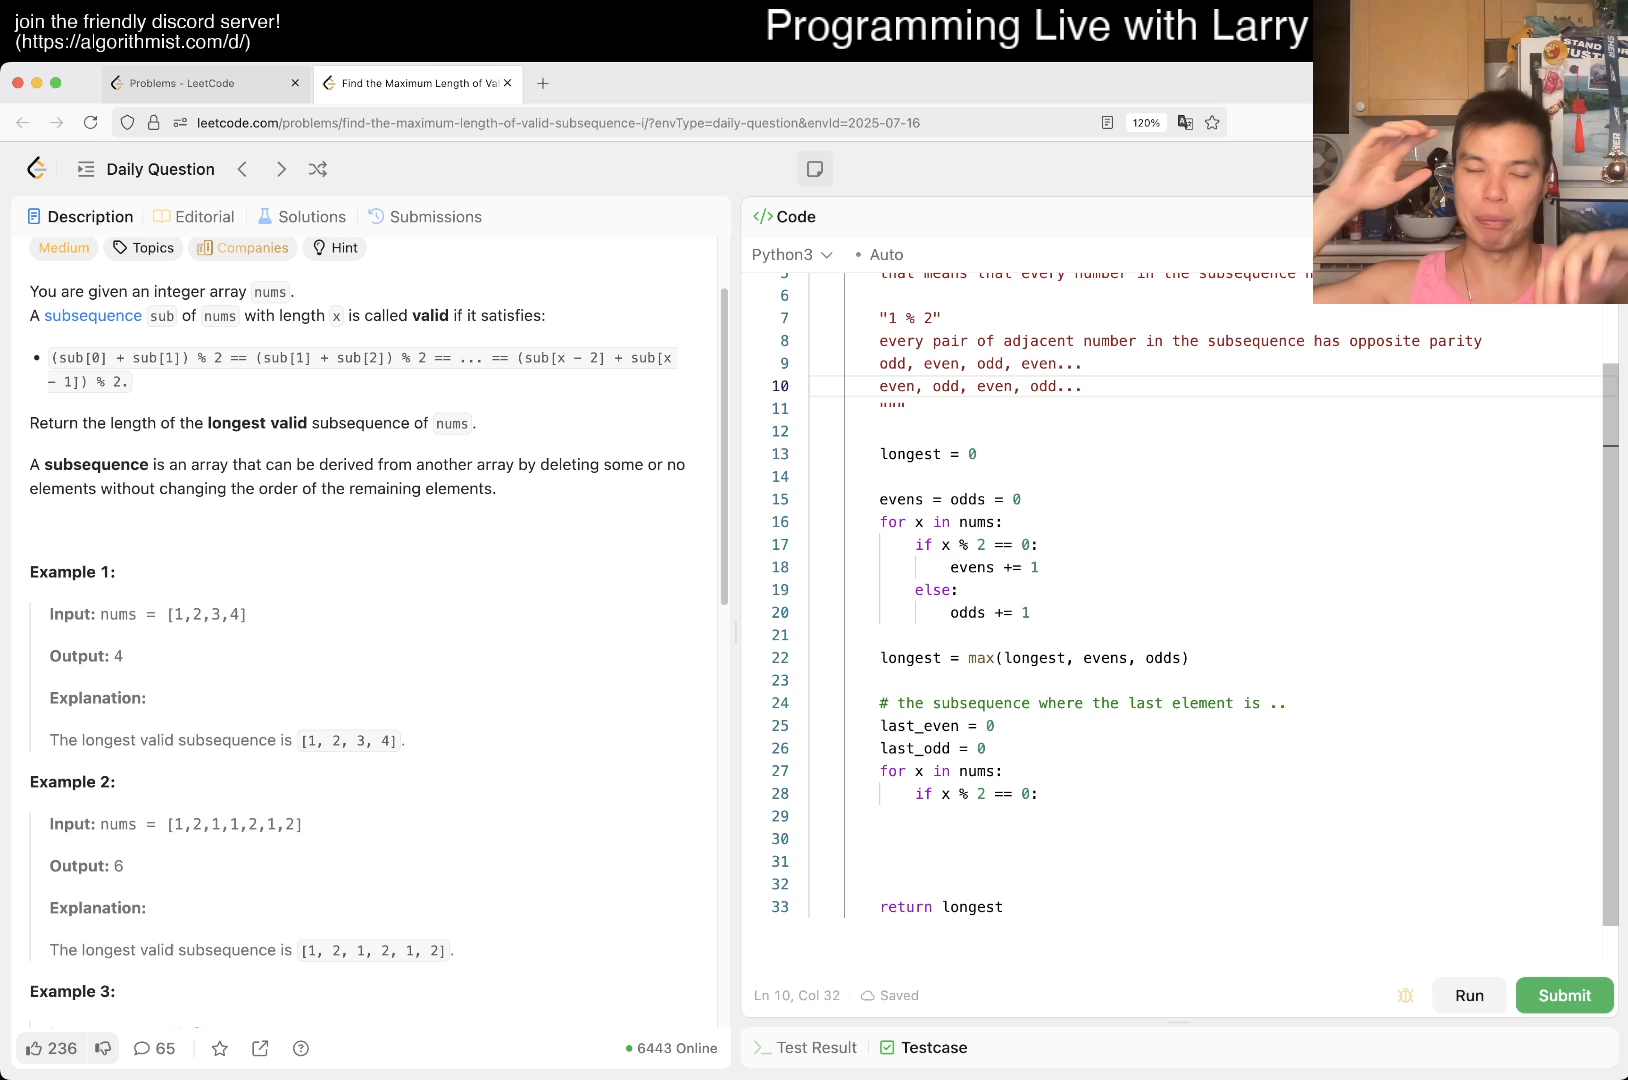 join the friendly discord server!
(https://algorithmist.com/d/)
Programming Live with Larry
Problems - LeetCode
Find the Maximum Length of Val
leetcode.com/problems/find-the-maximum-length-of-valid-subsequence-i/?envType=daily-question&envId=2025-07-16
120%
Daily Question
Description
Editorial
Solutions
Submissions
Medium
Topics
Companies
Hint
You are given an integer array nums.
A subsequence sub of nums with length x is called valid if it satisfies:
• (sub[0] + sub[1]) % 2 == (sub[1] + sub[2]) % 2 == ... == (sub[x - 2] + sub[x
- 1]) % 2.
Return the length of the longest valid subsequence of nums.
A subsequence is an array that can be derived from another array by deleting some or no
elements without changing the order of the remaining elements.
Example 1:
Input: nums = [1,2,3,4]
Output: 4
Explanation:
The longest valid subsequence is [1, 2, 3, 4].
Example 2:
Input: nums = [1,2,1,1,2,1,2]
Output: 6
Explanation:
The longest valid subsequence is [1, 2, 1, 2, 1, 2].
Example 3:
236
65
6443 Online
</> Code
Python3
• Auto
5 that means that every number in the subsequence
6
7 "1 % 2"
8 every pair of adjacent number in the subsequence has opposite parity
9 odd, even, odd, even...
10 even, odd, even, odd...
11 """
12
13 longest = 0
14
15 evens = odds = 0
16 for x in nums:
17 if x % 2 == 0:
18 evens += 1
19 else:
20 odds += 1
21
22 longest = max(longest, evens, odds)
23
24 # the subsequence where the last element is ..
25 last_even = 0
26 last_odd = 0
27 for x in nums:
28 if x % 2 == 0:
29
30
31
32
33 return longest
Ln 10, Col 32
Saved
Run
Submit
Test Result
Testcase
STAND